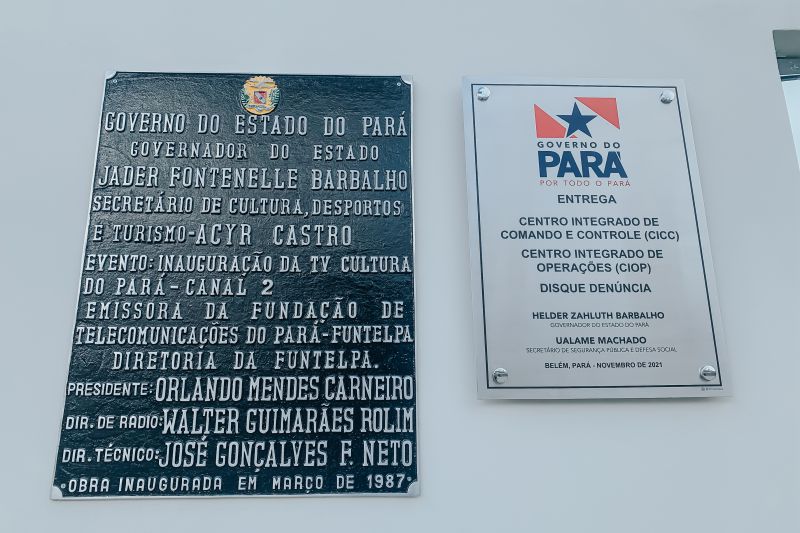 GOVERNO DO ESTADO DO PARÁ
GOVERNADOR DO ESTADO
JADER FONTENELLE BARBALHO
SECRETÁRIO DE CULTURA, DESPORTOS
E TURISMO-ACYR CASTRO
EVENTO: INAUGURAÇÃO DA TV CULTURA
DO PARÁ-CANAL 2
EMISSORA DA FUNDAÇÃO DE
TELECOMUNICAÇÕES DO PARÁ-FUNTELPA
DIRETORIA DA FUNTELPA.
PRESIDENTE: ORLANDO MENDES CARNEIRO
DIR. DE RADIO: WALTER GUIMARÃES ROLIM
DIR. TÉCNICO: JOSÉ GONÇALVES F. NETO
OBRA INAUGURADA EM MARÇO DE 1987
GOVERNO DO
PARÁ
POR TODO O PARÁ
ENTREGA
CENTRO INTEGRADO DE
COMANDO E CONTROLE (CICC)
CENTRO INTEGRADO DE
OPERAÇÕES (CIOP)
DISQUE DENÚNCIA
HELDER ZAHLUTH BARBALHO
GOVERNADOR DO ESTADO DO PARÁ
UALAME MACHADO
SECRETÁRIO DE SEGURANÇA PÚBLICA E DEFESA SOCIAL
BELÉM, PARÁ - NOVEMBRO DE 2021